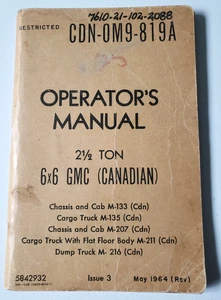 7610-21-102-2088
RESTRICTED
CDN-OM9-819A
OPERATOR'S
MANUAL
2½ TON
6x6 GMC (CANADIAN)
Chassis and Cab M-133 (Cdn)
Cargo Truck M-135 (Cdn)
Chassis and Cab M-207 (Cdn)
Cargo Truck With Flat Floor Body M-211 (Cdn)
Dump Truck M- 216 (Cdn)
5842932
Issue 3
May 1964 (Rev)